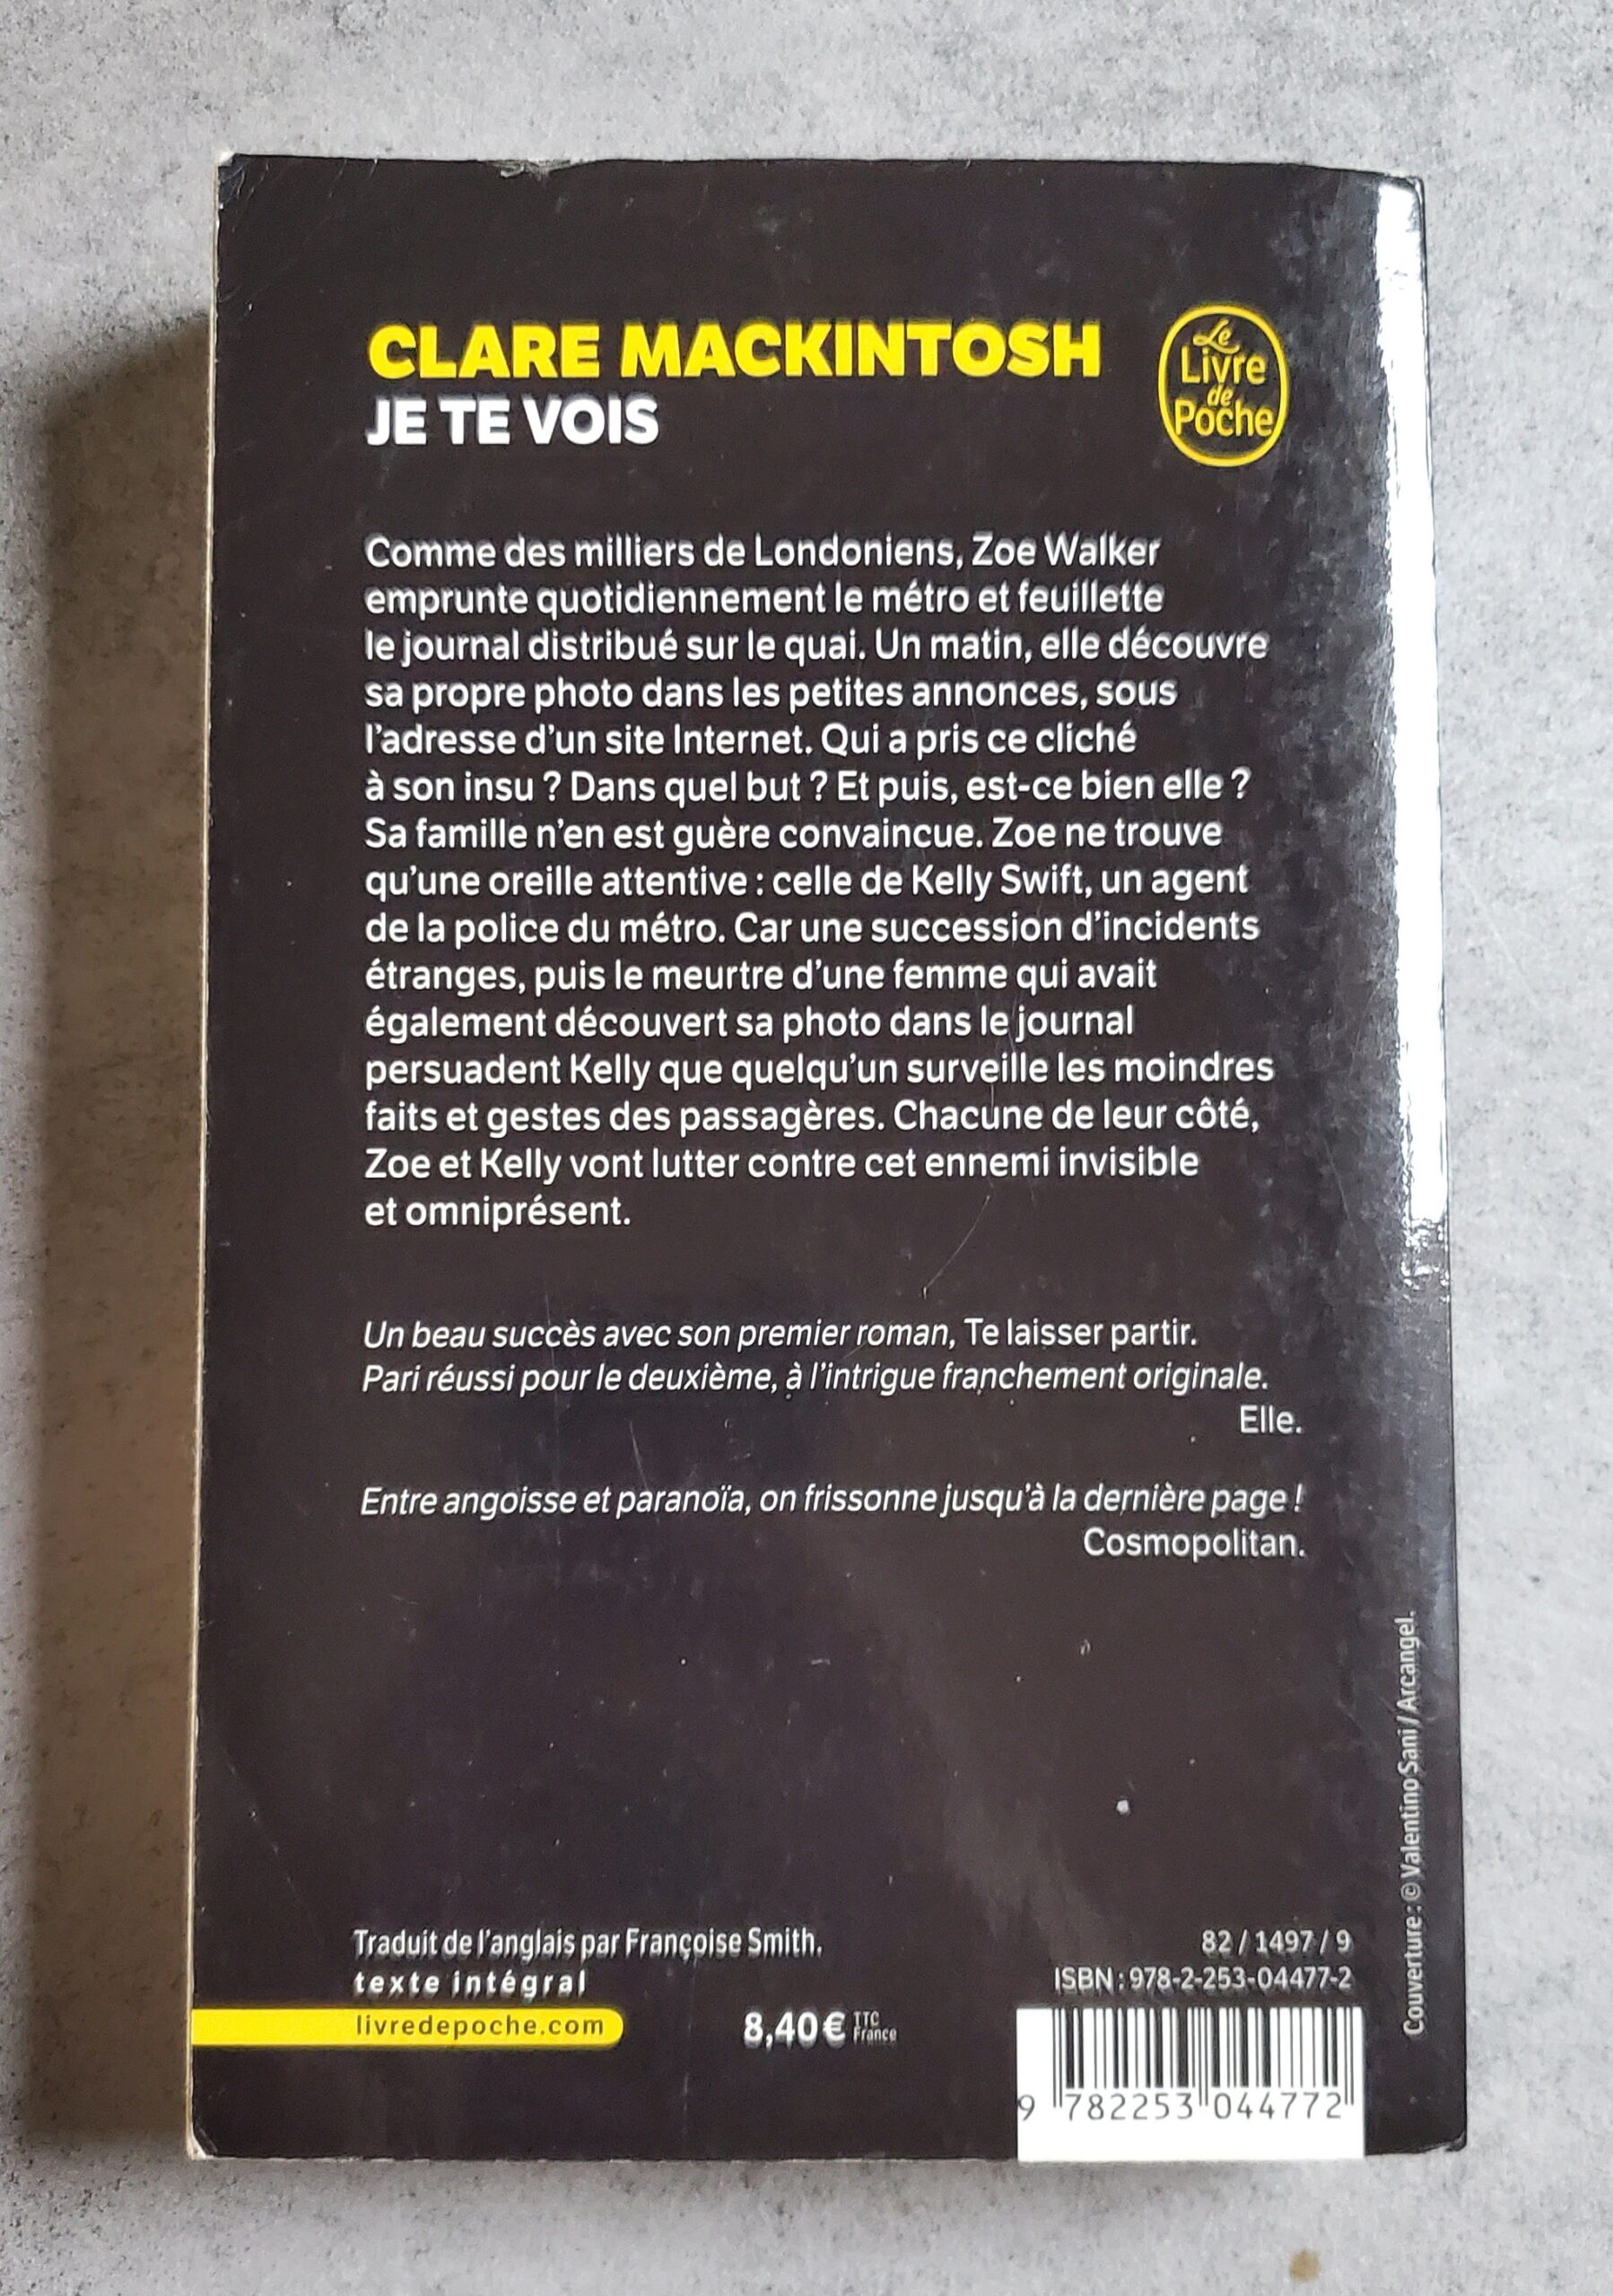 CLARE MACKINTOSH
JE TE VOIS
Le
Livre
de
Poche
Comme des milliers de Londoniens, Zoe Walker
emprunte quotidiennement le métro et feuillette
le journal distribué sur le quai. Un matin, elle découvre
sa propre photo dans les petites annonces, sous
l'adresse d'un site Internet. Qui a pris ce cliché
à son insu ? Dans quel but ? Et puis, est-ce bien elle ?
Sa famille n'en est guère convaincue. Zoe ne trouve
qu'une oreille attentive : celle de Kelly Swift, un agent
de la police du métro. Car une succession d'incidents
étranges, puis le meurtre d'une femme qui avait
également découvert sa photo dans le journal
persuadent Kelly que quelqu'un surveille les moindres
faits et gestes des passagères. Chacune de leur côté,
Zoe et Kelly vont lutter contre cet ennemi invisible
et omniprésent.
Un beau succès avec son premier roman, Te laisser partir.
Pari réussi pour le deuxième, à l'intrigue franchement originale.
Elle.
Entre angoisse et paranoïa, on frissonne jusqu'à la dernière page !
Cosmopolitan.
Couverture : © Valentino Sani / Arcangel.
Traduit de l'anglais par Françoise Smith.
texte intégral
livredepoche.com
8,40 € TTC
France
82 / 1497 / 9
ISBN : 978-2-253-04477-2
9 782253 044772